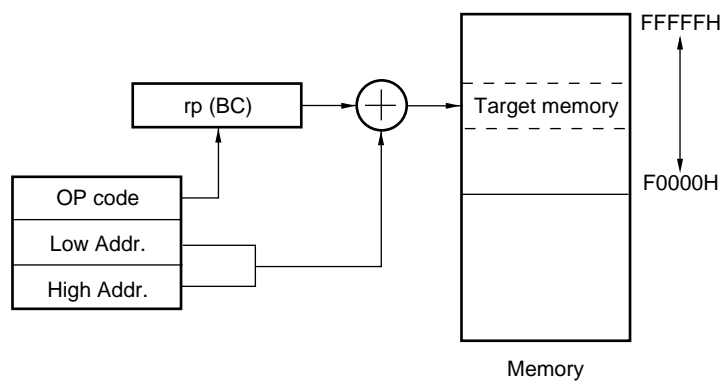 FFFFFH
rp (BC)
Target memory
F0000H
OP code
Low Addr.
High Addr.
Memory